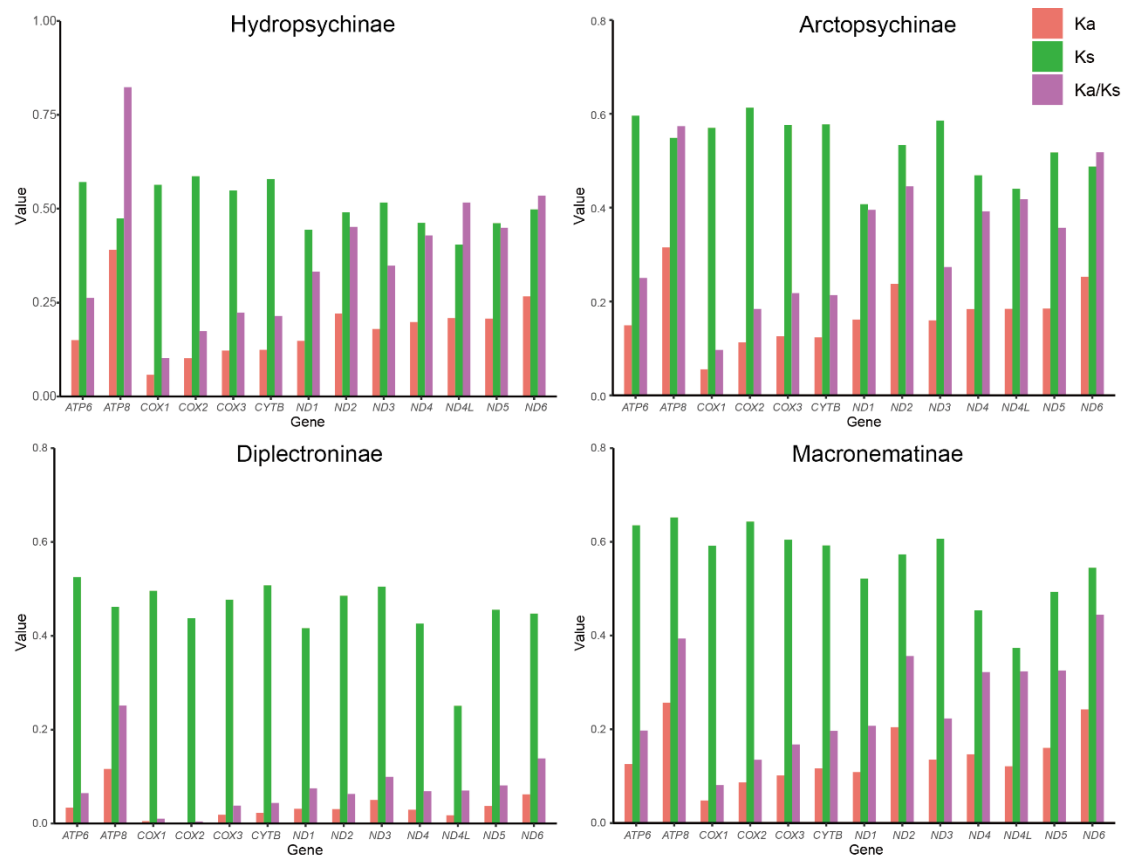 Hydropsychinae
1.00
0.75
0.50
0.25
0.00
Value
ATP6 ATP8 COX1 COX2 COX3 CYTB ND1 ND2 ND3 ND4 ND4L ND5 ND6
Gene
Arctopsychinae
0.8
0.6
0.4
0.2
0.0
Value
ATP6 ATP8 COX1 COX2 COX3 CYTB ND1 ND2 ND3 ND4 ND4L ND5 ND6
Gene
Ka
Ks
Ka/Ks
Diplectroninae
0.8
0.6
0.4
0.2
0.0
Value
ATP6 ATP8 COX1 COX2 COX3 CYTB ND1 ND2 ND3 ND4 ND4L ND5 ND6
Gene
Macronematinae
0.8
0.6
0.4
0.2
0.0
Value
ATP6 ATP8 COX1 COX2 COX3 CYTB ND1 ND2 ND3 ND4 ND4L ND5 ND6
Gene